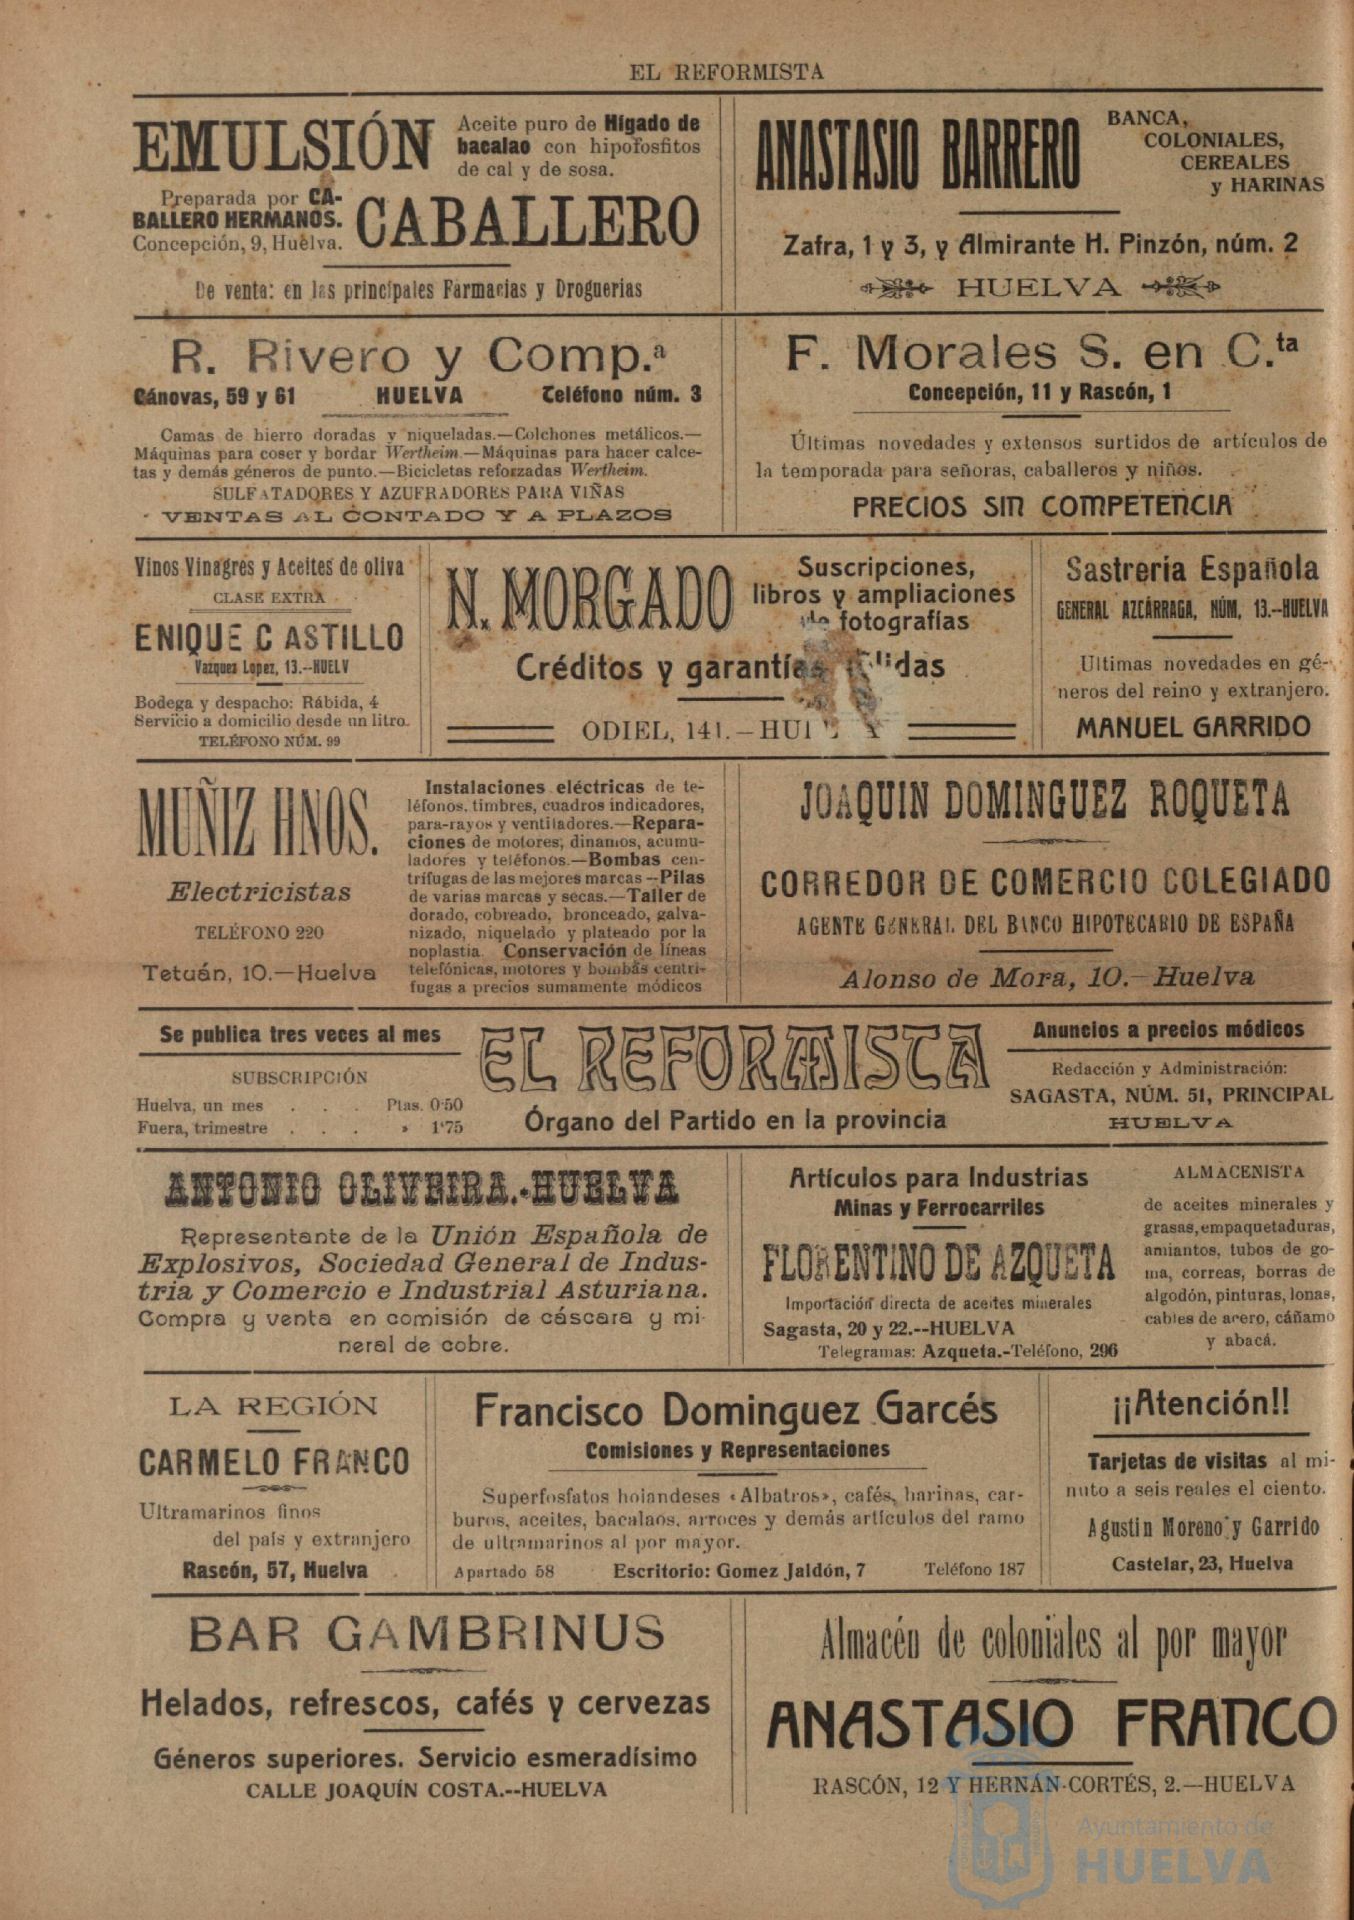 EL REFORMISTA
EMULSIÓN
Aceite puro de Hígado de
bacalao con hipofosfitos
de cal y de sosa.
Preparada por CA-
BALLERO HERMANOS.
Concepción, 9, Huelva.
CABALLERO
De venta: en las principales Farmacias y Droguerias
ANASTASIO BARRERO
BANCA,
COLONIALES,
CEREALES
y HARINAS
Zafra, 1 y 3, y Almirante H. Pinzón, núm. 2
HUELVA
R. Rivero y Comp.ª
Cánovas, 59 y 61 HUELVA Teléfono núm. 3
Camas de hierro doradas y niqueladas.—Colchones metálicos.—
Máquinas para coser y bordar Wertheim.—Máquinas para hacer calce-
tas y demás géneros de punto.—Bicicletas reforzadas Wertheim.
SULFATADORES Y AZUFRADORES PARA VIÑAS
VENTAS AL CONTADO Y A PLAZOS
F. Morales S. en C.ta
Concepción, 11 y Rascón, 1
Últimas novedades y extensos surtidos de artículos de
la temporada para señoras, caballeros y niños.
PRECIOS SIN COMPETENCIA
Vinos Vinagres y Aceites de oliva
CLASE EXTRA
ENIQUE C ASTILLO
Vazquez Lopez, 13.--HUELV
Bodega y despacho: Rábida, 4
Servicio a domicilio desde un litro.
TELÉFONO NÚM. 99
N. MORGADO
Suscripciones,
libros y ampliaciones
de fotografías
Créditos y garantías
ODIEL, 141.—
Sastrería Española
GENERAL AZCÁRRAGA, NÚM, 13.--HUELVA
Ultimas novedades en gé-
neros del reino y extranjero.
MANUEL GARRIDO
MUÑIZ HNOS.
Electricistas
TELÉFONO 220
Tetuán, 10.—Huelva
Instalaciones eléctricas de te-
léfonos, timbres, cuadros indicadores,
para-rayos y ventiladores.—Repara-
ciones de motores, dinamos, acumu-
ladores y teléfonos.—Bombas cen-
trífugas de las mejores marcas—Pilas
de varias marcas y secas.—Taller de
dorado, cobreado, bronceado, galva-
nizado, niquelado y plateado por la
noplastia. Conservación de líneas
telefónicas, motores y bombas centri-
fugas a precios sumamente módicos
JOAQUIN DOMINGUEZ ROQUETA
CORREDOR DE COMERCIO COLEGIADO
AGENTE GENERAL DEL BANCO HIPOTECARIO DE ESPAÑA
Alonso de Mora, 10.—Huelva
Se publica tres veces al mes
SUBSCRIPCIÓN
Huelva, un mes . . . Ptas. 0'50
Fuera, trimestre . . . » 1'75
EL REFORMISTA
Órgano del Partido en la provincia
Anuncios a precios módicos
Redacción y Administración:
SAGASTA, NÚM. 51, PRINCIPAL
HUELVA
ANTONIO OLIVEIRA.-HUELVA
Representante de la Unión Española de
Explosivos, Sociedad General de Indus-
tria y Comercio e Industrial Asturiana.
Compra y venta en comisión de cáscara y mi-
neral de cobre.
Artículos para Industrias
Minas y Ferrocarriles
FLORENTINO DE AZQUETA
Importación directa de aceites minerales
Sagasta, 20 y 22.--HUELVA
Telegramas: Azqueta.-Teléfono, 296
ALMACENISTA
de aceites minerales y
grasas, empaquetaduras,
amiantos, tubos de go-
ma, correas, borras de
algodón, pinturas, lonas,
cables de acero, cáñamo
y abacá.
LA REGIÓN
CARMELO FRANCO
Ultramarinos finos
del país y extranjero
Rascón, 57, Huelva
Francisco Dominguez Garcés
Comisiones y Representaciones
Superfosfatos holandeses «Albatros», cafés, harinas, car-
buros, aceites, bacalaos, arroces y demás artículos del ramo
de ultramarinos al por mayor.
Apartado 58 Escritorio: Gomez Jaldón, 7 Teléfono 187
¡¡Atención!!
Tarjetas de visitas al mi-
nuto a seis reales el ciento.
Agustin Moreno y Garrido
Castelar, 23, Huelva
BAR GAMBRINUS
Helados, refrescos, cafés y cervezas
Géneros superiores. Servicio esmeradísimo
CALLE JOAQUÍN COSTA.--HUELVA
Almacén de coloniales al por mayor
ANASTASIO FRANCO
RASCÓN, 12 Y HERNÁN-CORTÉS, 2.—HUELVA
Ayuntamiento de
HUELVA